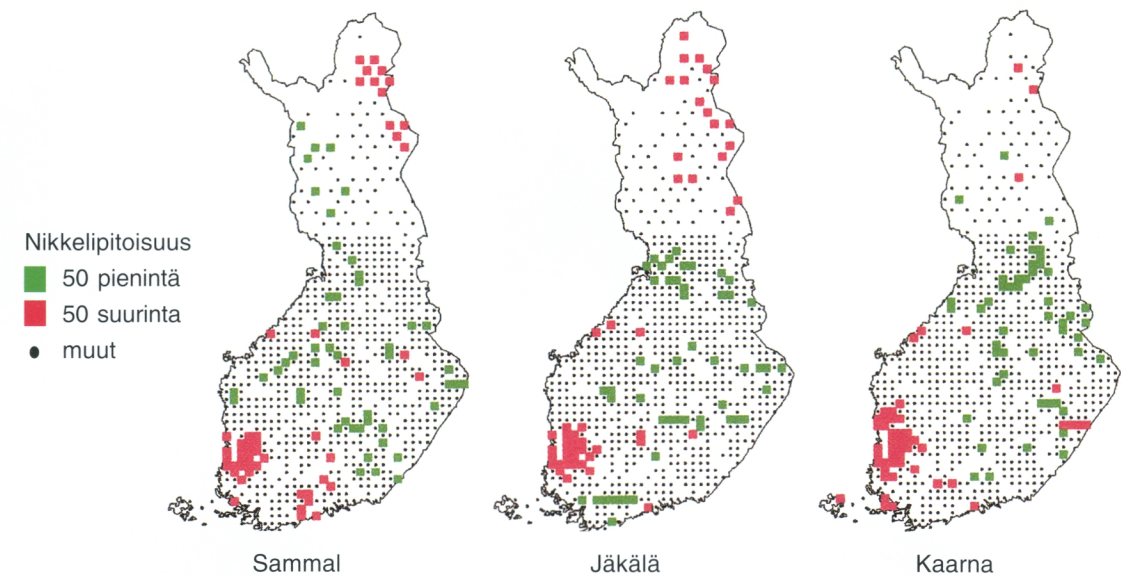 Nikkelipitoisuus
50 pienintä
50 suurinta
muut
Sammal
Jäkälä
Kaarna